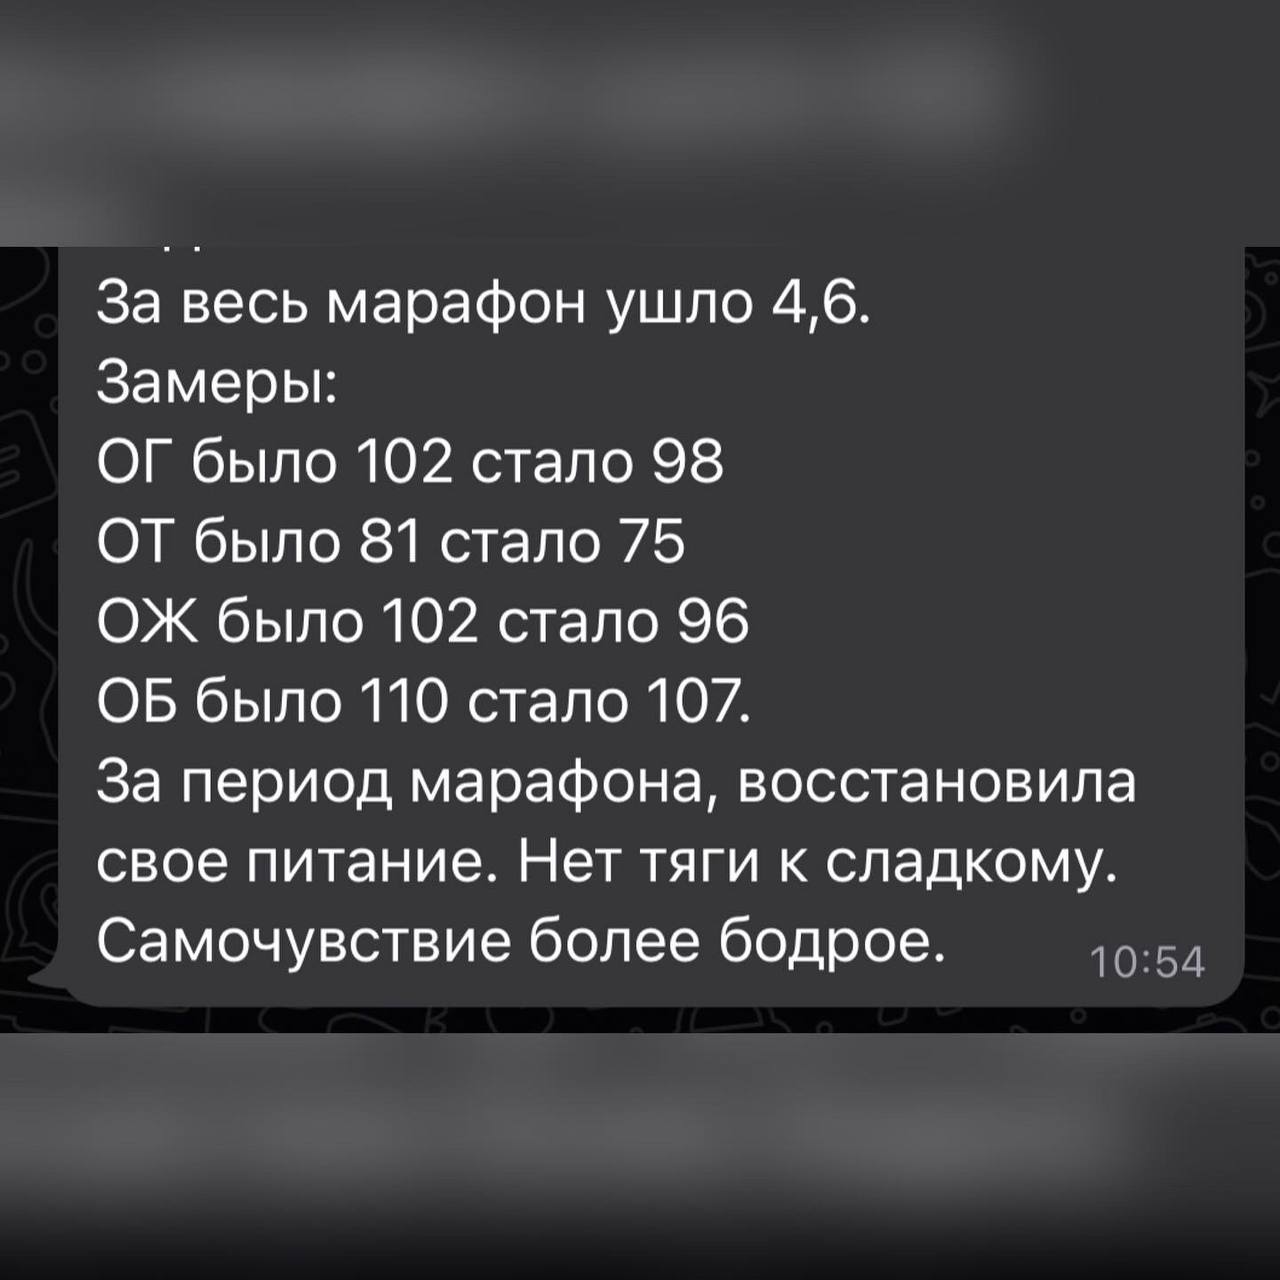 За весь марафон ушло 4,6.
Замеры:
ОГ было 102 стало 98
ОТ было 81 стало 75
ОЖ было 102 стало 96
ОБ было 110 стало 107.
За период марафона, восстановила
свое питание. Нет тяги к сладкому.
Самочувствие более бодрое.
10:54